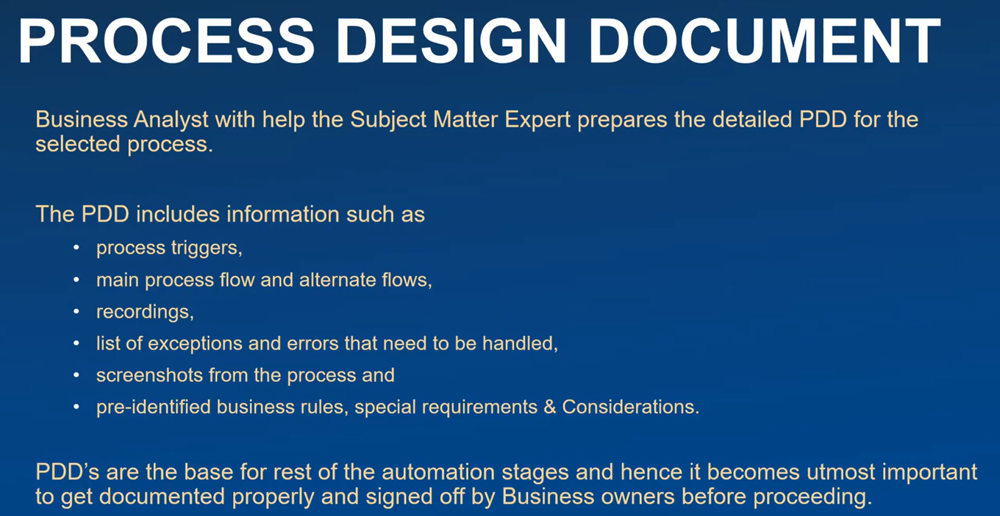 PROCESS DESIGN DOCUMENT
Business Analyst with help the Subject Matter Expert prepares the detailed PDD for the
selected process.
The PDD includes information such as
• process triggers,
• main process flow and alternate flows,
• recordings,
• list of exceptions and errors that need to be handled,
• screenshots from the process and
• pre-identified business rules, special requirements & Considerations.
PDD’s are the base for rest of the automation stages and hence it becomes utmost important
to get documented properly and signed off by Business owners before proceeding.